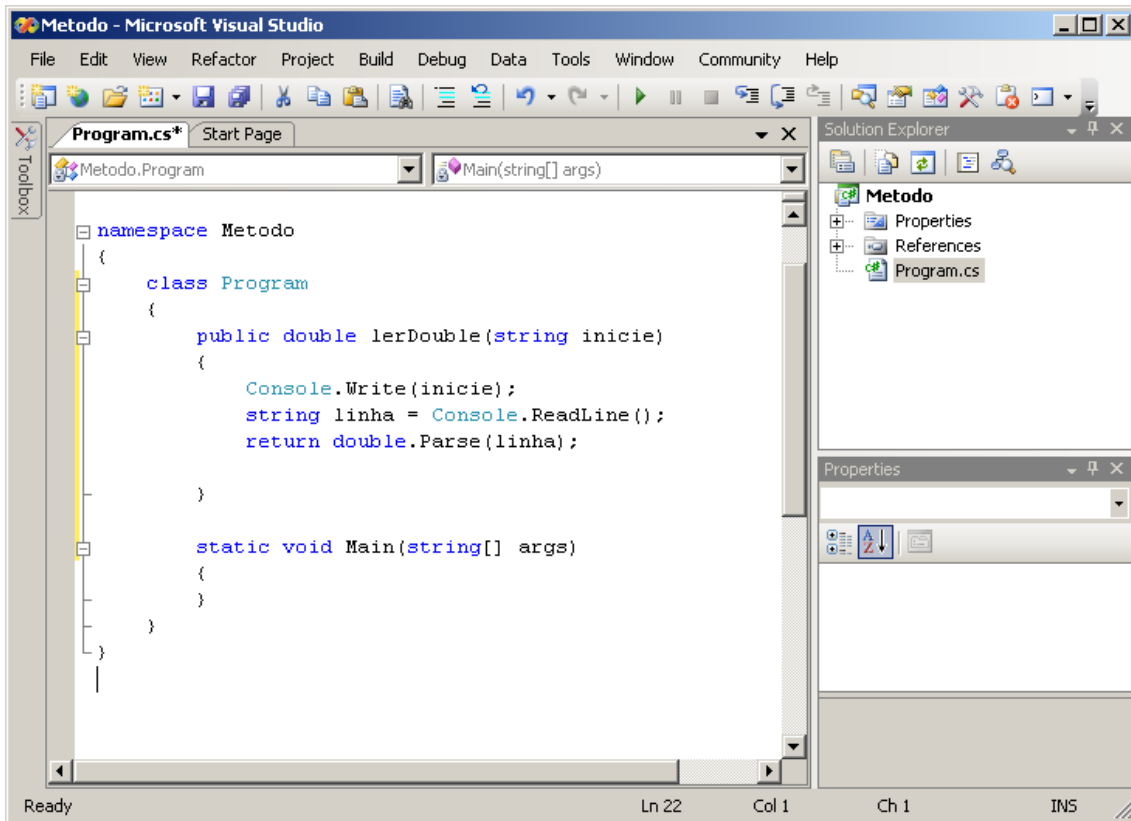 Metodo - Microsoft Visual Studio
File Edit View Refactor Project Build Debug Data Tools Window Community Help
Toolbox
Program.cs* Start Page
Metodo.Program Main(string[] args)
namespace Metodo
{
class Program
{
public double lerDouble(string inicie)
{
Console.Write(inicie);
string linha = Console.ReadLine();
return double.Parse(linha);
}
static void Main(string[] args)
{
}
}
}
Solution Explorer
Metodo
Properties
References
Program.cs
Properties
Ready Ln 22 Col 1 Ch 1 INS